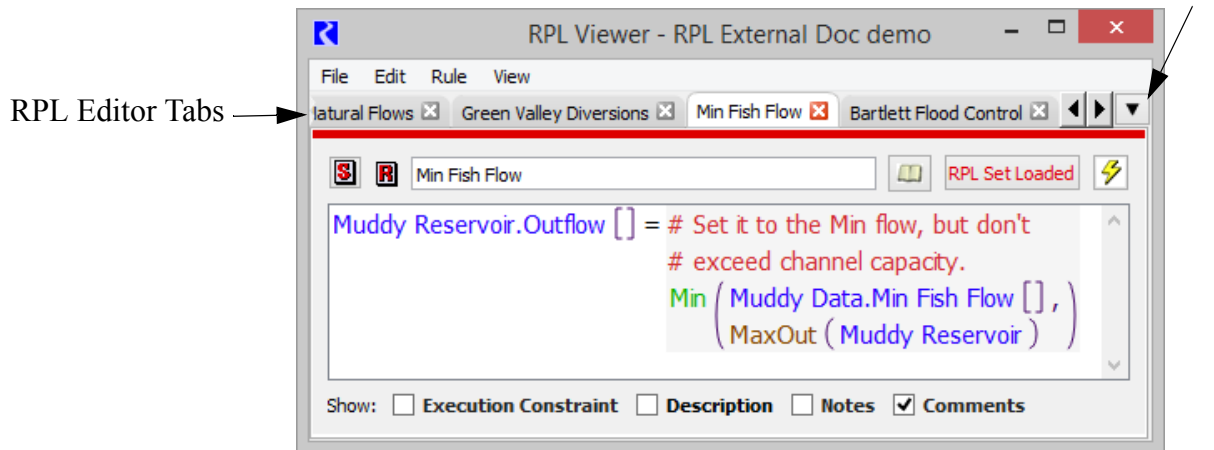 RPL Viewer - RPL External Doc demo
File Edit Rule View
RPL Editor Tabs
latural Flows Green Valley Diversions Min Fish Flow Bartlett Flood Control
S R Min Fish Flow RPL Set Loaded
Muddy Reservoir.Outflow [] = # Set it to the Min flow, but don't
# exceed channel capacity.
Min ( Muddy Data.Min Fish Flow [] ,
MaxOut ( Muddy Reservoir ) )
Show: Execution Constraint Description Notes Comments